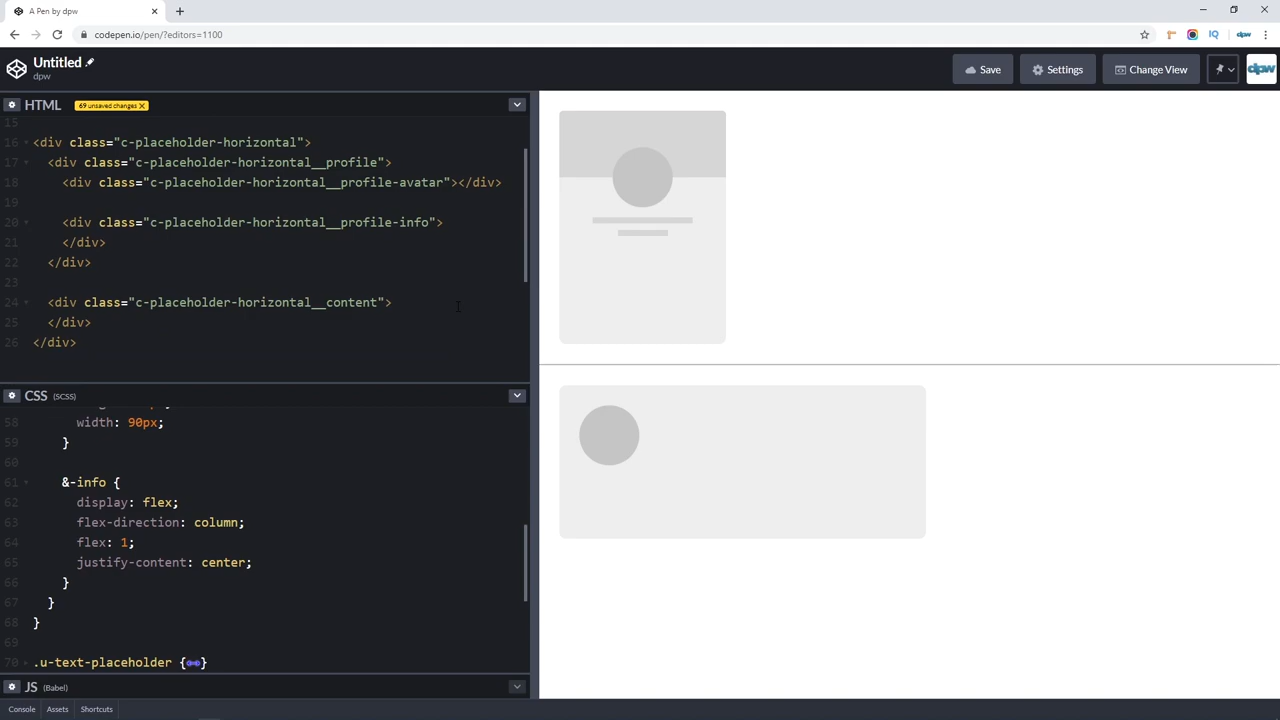 A Pen by dpw
codepen.io/pen/?editors=1100
IQ
dpw
Untitled
dpw
Save
Settings
Change View
dpw
HTML
69 unsaved changes X
15
16 <div class="c-placeholder-horizontal">
17 <div class="c-placeholder-horizontal__profile">
18 <div class="c-placeholder-horizontal__profile-avatar"></div>
19
20 <div class="c-placeholder-horizontal__profile-info">
21 </div>
22 </div>
23
24 <div class="c-placeholder-horizontal__content">
25 </div>
26 </div>
CSS (SCSS)
58 width: 90px;
59 }
60
61 &-info {
62 display: flex;
63 flex-direction: column;
64 flex: 1;
65 justify-content: center;
66 }
67 }
68 }
69
70 .u-text-placeholder {}
JS (Babel)
Console Assets Shortcuts